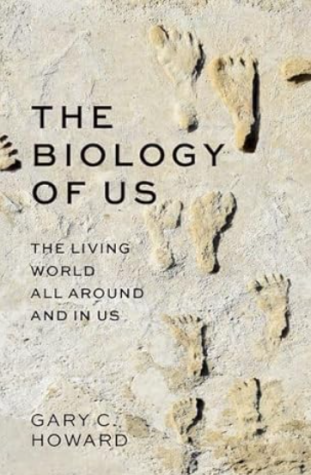 THE
BIOLOGY
OF US
THE LIVING
WORLD
ALL AROUND
AND IN US
GARY C.
HOWARD